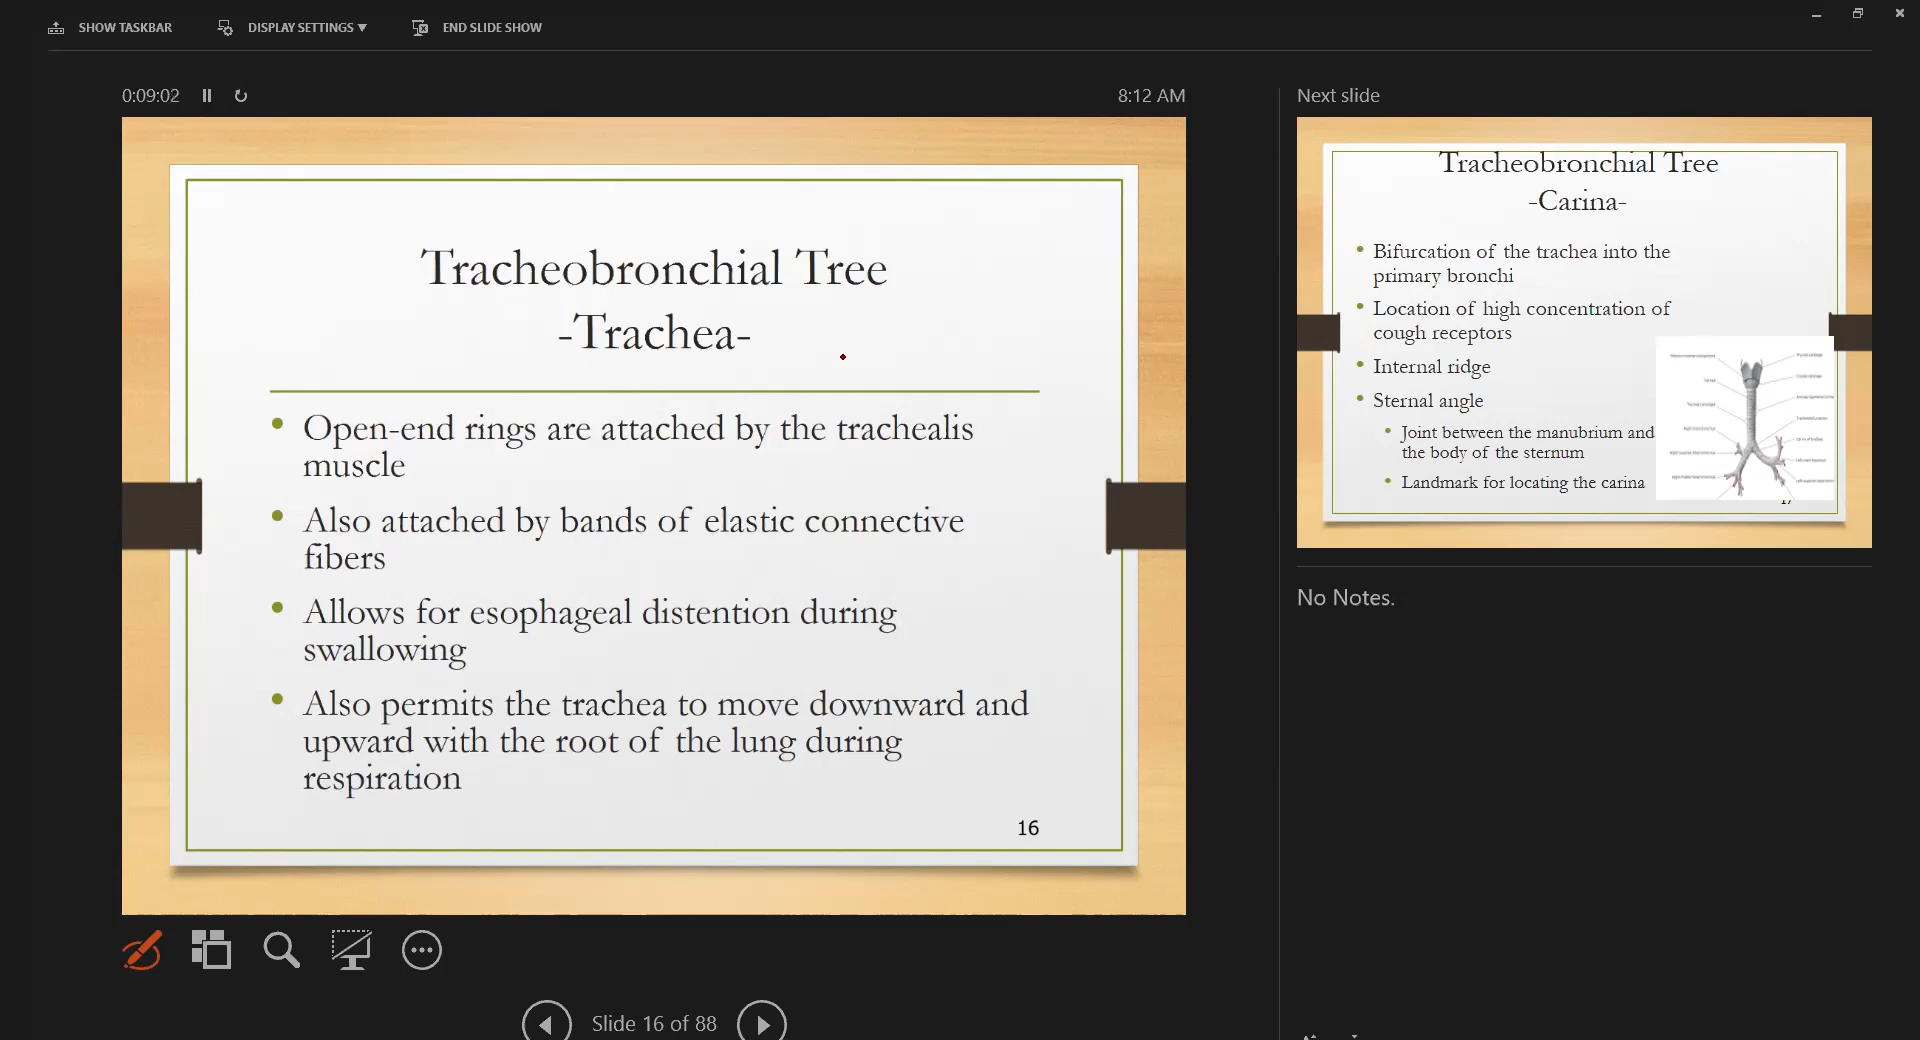 SHOW TASKBAR
DISPLAY SETTINGS
END SLIDE SHOW
0:09:02
8:12 AM
Tracheobronchial Tree
-Trachea-
• Open-end rings are attached by the trachealis
muscle
• Also attached by bands of elastic connective
fibers
• Allows for esophageal distention during
swallowing
• Also permits the trachea to move downward and
upward with the root of the lung during
respiration
16
Slide 16 of 88
Next slide
Tracheobronchial Tree
-Carina-
• Bifurcation of the trachea into the
primary bronchi
• Location of high concentration of
cough receptors
• Internal ridge
• Sternal angle
• Joint between the manubrium and
the body of the sternum
• Landmark for locating the carina
No Notes.